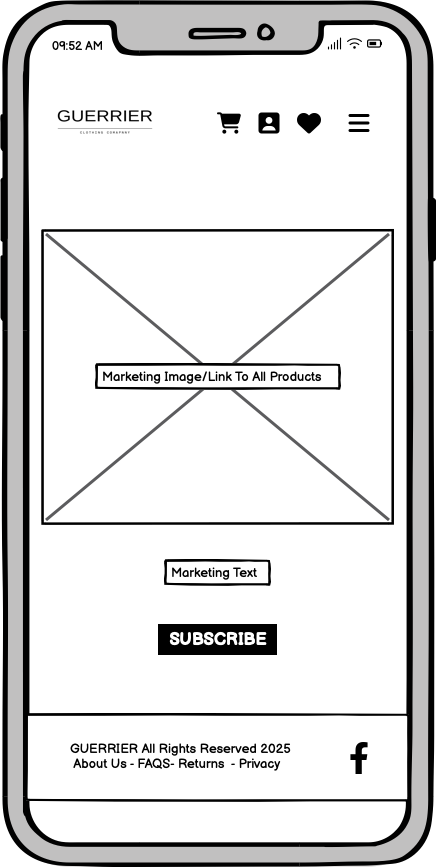 09:52 AM
GUERRIER
CLOTHING COMPANY
Marketing Image/Link To All Products
Marketing Text
SUBSCRIBE
GUERRIER All Rights Reserved 2025
About Us - FAQS- Returns  - Privacy